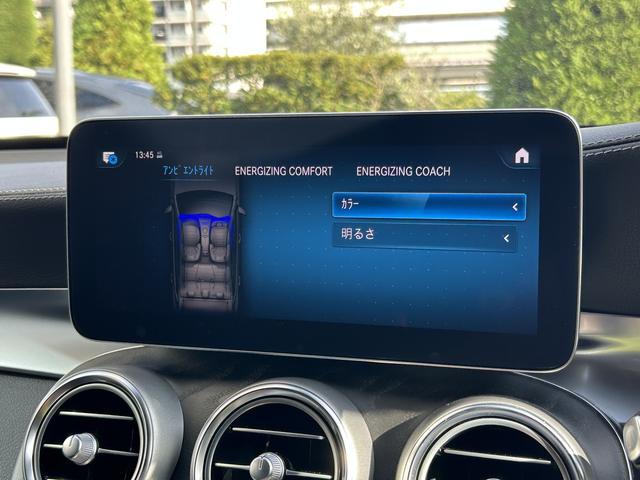 13:45
ｱﾝﾋﾞｴﾝﾄﾗｲﾄ ENERGIZING COMFORT ENERGIZING COACH
ｶﾗｰ
明るさ